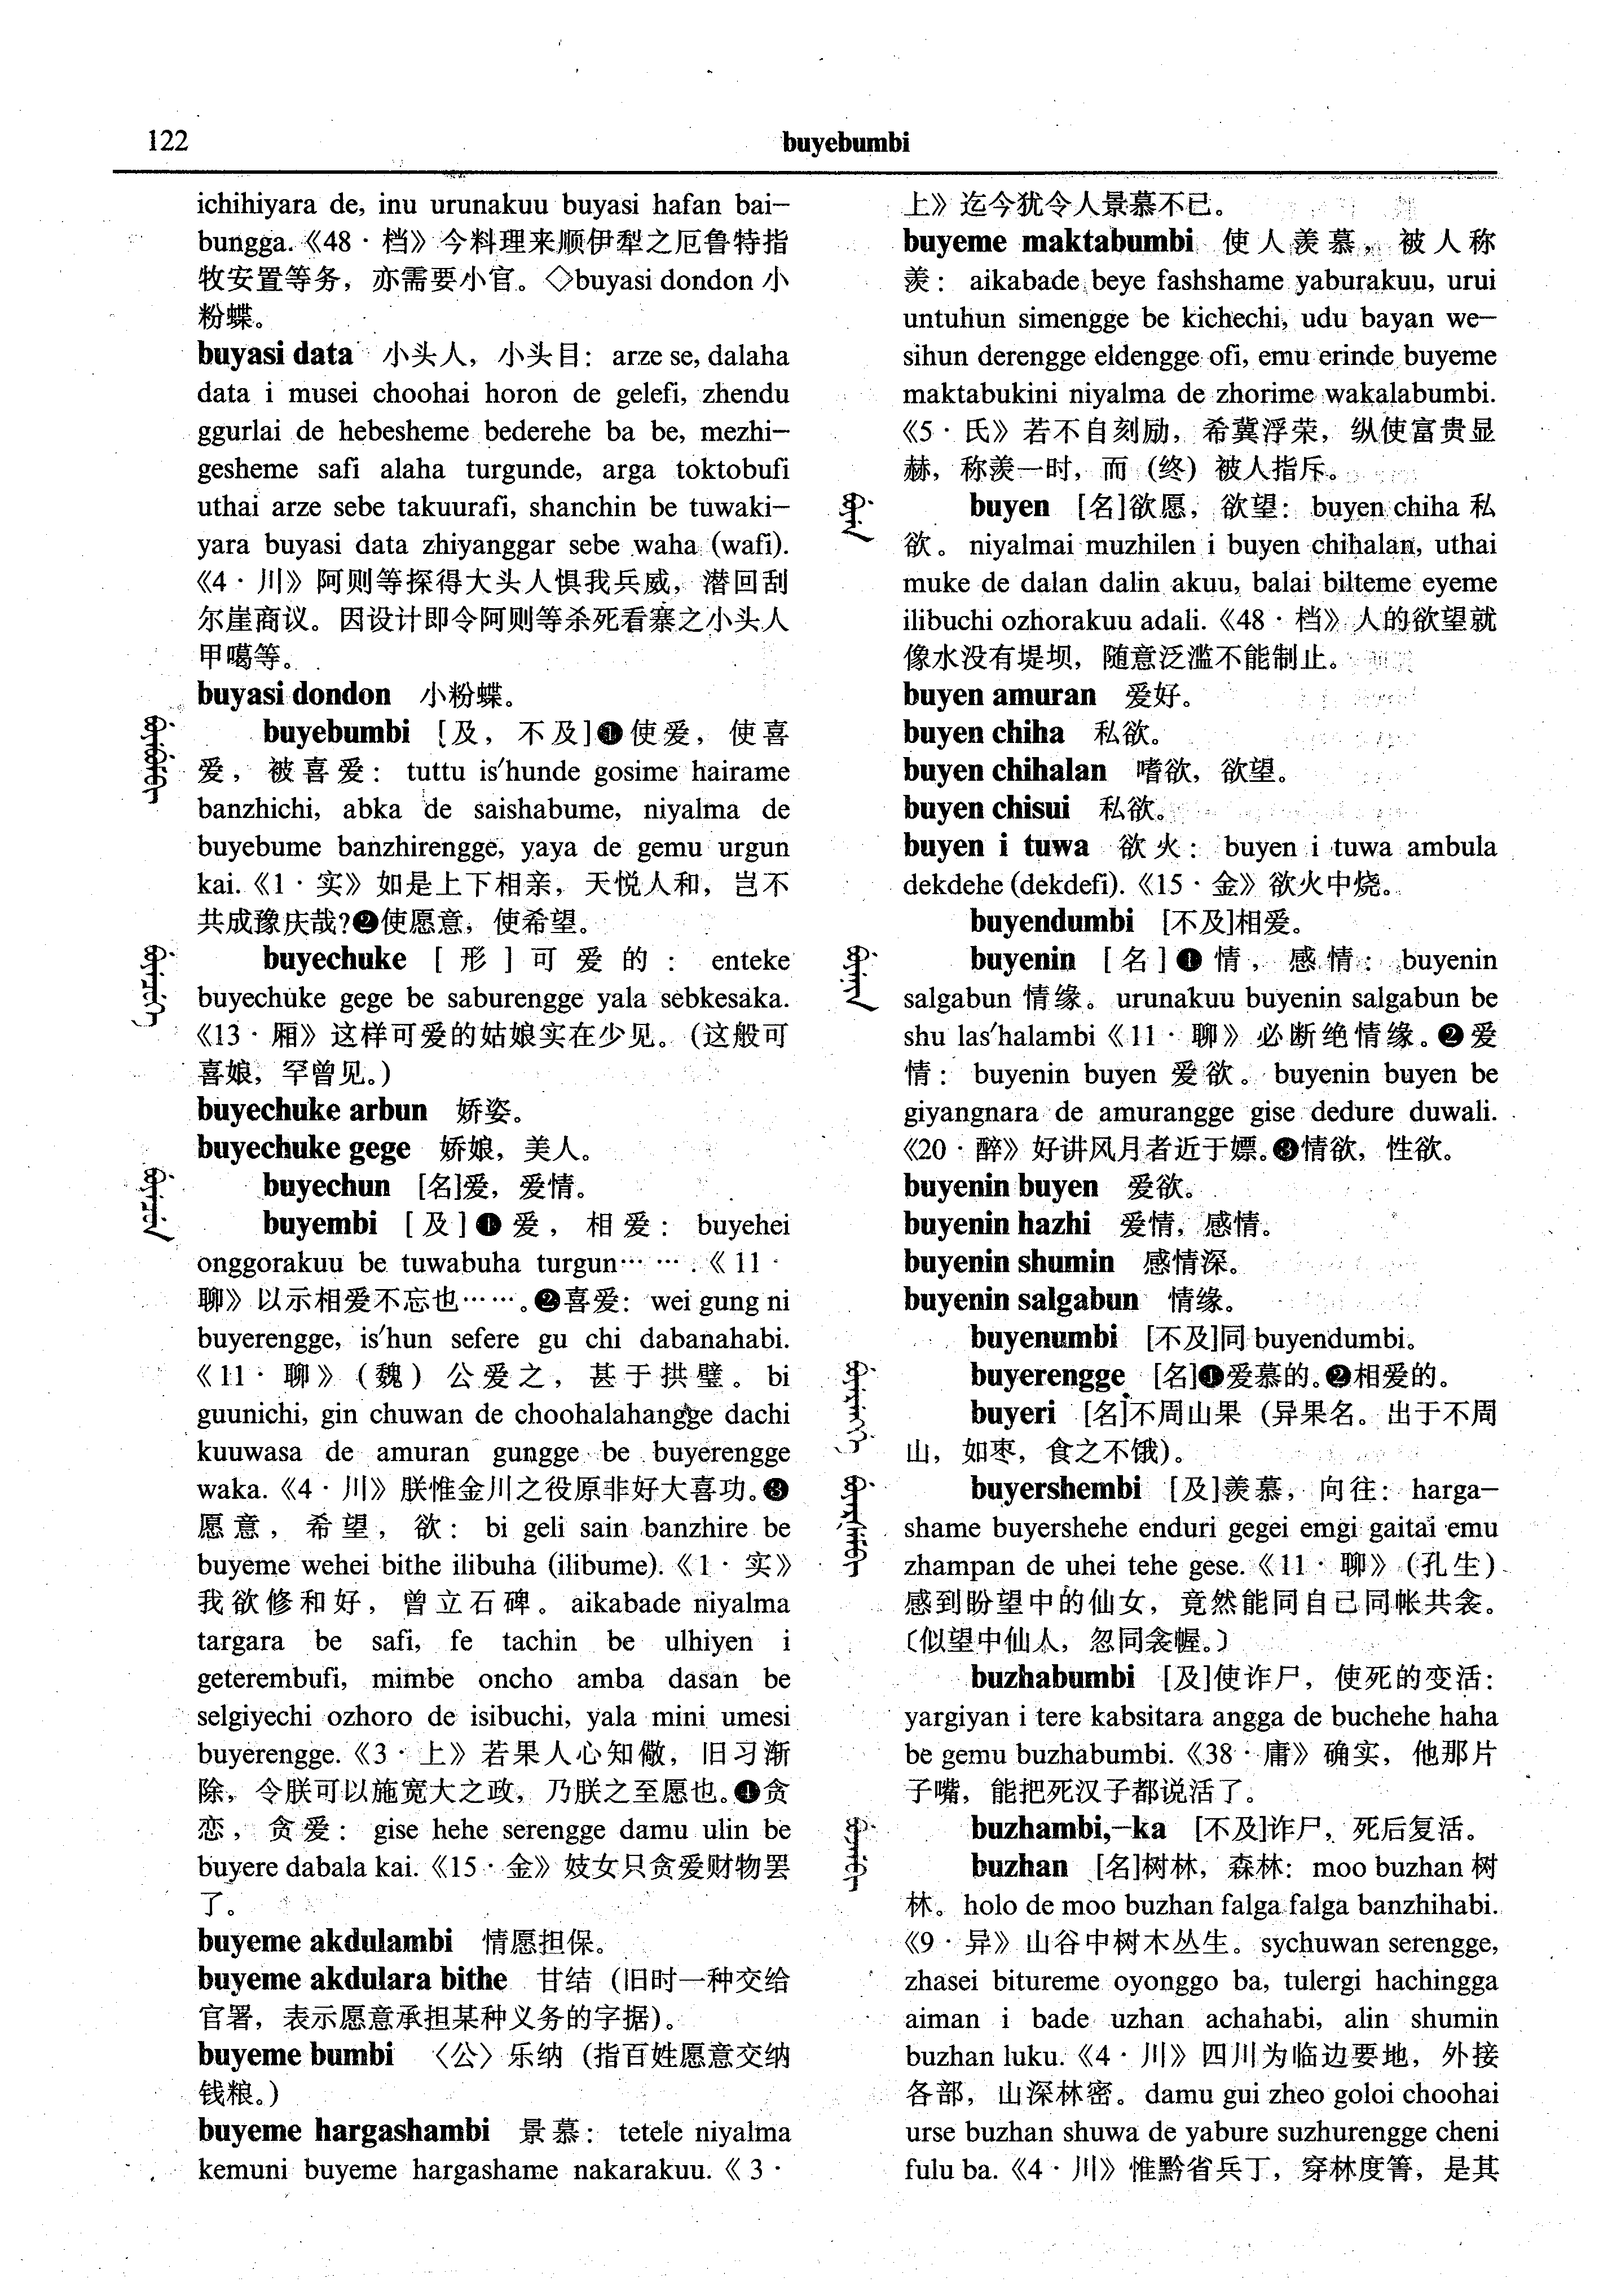 122
buyebumbi
ichihiyara de, inu urunakuu buyasi hafan bai-
bungga.《48·档》今料理来顺伊犁之厄鲁特指
牧安置等务，亦需要小官。◇buyasi dondon 小
粉蝶。
buyasi data 小头人，小头目：arze se, dalaha
data i musei choohai horon de gelefi, zhendu
ggurlai de hebesheme bederehe ba be, mezhi-
gesheme safi alaha turgunde, arga toktobufi
uthai arze sebe takuurafi, shanchin be tuwaki-
yara buyasi data zhiyanggar sebe waha (wafi).
《4·川》阿则等探得大头人惧我兵威，潜回刮
尔崖商议。因设计即令阿则等杀死看寨之小头人
甲噶等。
buyasi dondon 小粉蝶。
buyebumbi [及，不及]❶使爱，使喜
爱，被喜爱：tuttu is'hunde gosime hairame
banzhichi, abka de saishabume, niyalma de
buyebume banzhirengge, yaya de gemu urgun
kai.《1·实》如是上下相亲，天悦人和，岂不
共成豫庆哉?❷使愿意，使希望。
buyechuke [形]可爱的：enteke
buyechuke gege be saburengge yala sebkesaka.
《13·厢》这样可爱的姑娘实在少见。(这般可
喜娘，罕曾见。)
buyechuke arbun 娇姿。
buyechuke gege 娇娘，美人。
buyechun [名]爱，爱情。
buyembi [及]❶爱，相爱：buyehei
onggorakuu be tuwabuha turgun…….《11·
聊》以示相爱不忘也……。❷喜爱：wei gung ni
buyerengge, is'hun sefere gu chi dabanahabi.
《11·聊》(魏)公爱之，甚于拱璧。bi
guunichi, gin chuwan de choohalahangge dachi
kuuwasa de amuran gungge be buyerengge
waka.《4·川》朕惟金川之役原非好大喜功。❸
愿意，希望，欲：bi geli sain banzhire be
buyeme wehei bithe ilibuha (ilibume).《1·实》
我欲修和好，曾立石碑。aikabade niyalma
targara be safi, fe tachin be ulhiyen i
geterembufi, mimbe oncho amba dasan be
selgiyechi ozhoro de isibuchi, yala mini umesi
buyerengge.《3·上》若果人心知儆，旧习渐
除，令朕可以施宽大之政，乃朕之至愿也。❹贪
恋，贪爱：gise hehe serengge damu ulin be
buyere dabala kai.《15·金》妓女只贪爱财物罢
了。
buyeme akdulambi 情愿担保。
buyeme akdulara bithe 甘结（旧时一种交给
官署，表示愿意承担某种义务的字据）。
buyeme bumbi 〈公〉乐纳（指百姓愿意交纳
钱粮。）
buyeme hargashambi 景慕：tetele niyalma
kemuni buyeme hargashame nakarakuu.《3·
上》迄今犹令人景慕不已。
buyeme maktabumbi 使人羡慕，被人称
羡：aikabade beye fashshame yaburakuu, urui
untuhun simengge be kichechi, udu bayan we-
sihun derengge eldengge ofi, emu erinde buyeme
maktabukini niyalma de zhorime wakalabumbi.
《5·氏》若不自刻励，希冀浮荣，纵使富贵显
赫，称羡一时，而（终）被人指斥。
buyen [名]欲愿，欲望：buyen chiha 私
欲。niyalmai muzhilen i buyen chihalan, uthai
muke de dalan dalin akuu, balai bilteme eyeme
ilibuchi ozhorakuu adali.《48·档》人的欲望就
像水没有堤坝，随意泛滥不能制止。
buyen amuran 爱好。
buyen chiha 私欲。
buyen chihalan 嗜欲，欲望。
buyen chisui 私欲。
buyen i tuwa 欲火：buyen i tuwa ambula
dekdehe (dekdefi).《15·金》欲火中烧。
buyendumbi [不及]相爱。
buyenin [名]❶情，感情：buyenin
salgabun 情缘。urunakuu buyenin salgabun be
shu las'halambi《11·聊》必断绝情缘。❷爱
情：buyenin buyen 爱欲。buyenin buyen be
giyangnara de amurangge gise dedure duwali.
《20·醉》好讲风月者近于嫖。❸情欲，性欲。
buyenin buyen 爱欲。
buyenin hazhi 爱情，感情。
buyenin shumin 感情深。
buyenin salgabun 情缘。
buyenumbi [不及]同 buyendumbi。
buyerengge [名]❶爱慕的。❷相爱的。
buyeri [名]不周山果（异果名。出于不周
山，如枣，食之不饿）。
buyershembi [及]羡慕，向往：harga-
shame buyershehe enduri gegei emgi gaitai emu
zhampan de uhei tehe gese.《11·聊》(孔生)
感到盼望中的仙女，竟然能同自己同帐共衾。
〔似望中仙人，忽同衾幄。〕
buzhabumbi [及]使诈尸，使死的变活：
yargiyan i tere kabsitara angga de buchehe haha
be gemu buzhabumbi.《38·庸》确实，他那片
子嘴，能把死汉子都说活了。
buzhambi,-ka [不及]诈尸，死后复活。
buzhan [名]树林，森林：moo buzhan 树
林。holo de moo buzhan falga falga banzhihabi.
《9·异》山谷中树木丛生。sychuwan serengge,
zhasei bitureme oyonggo ba, tulergi hachingga
aiman i bade uzhan achahabi, alin shumin
buzhan luku.《4·川》四川为临边要地，外接
各部，山深林密。damu gui zheo goloi choohai
urse buzhan shuwa de yabure suzhurengge cheni
fulu ba.《4·川》惟黔省兵丁，穿林度箐，是其